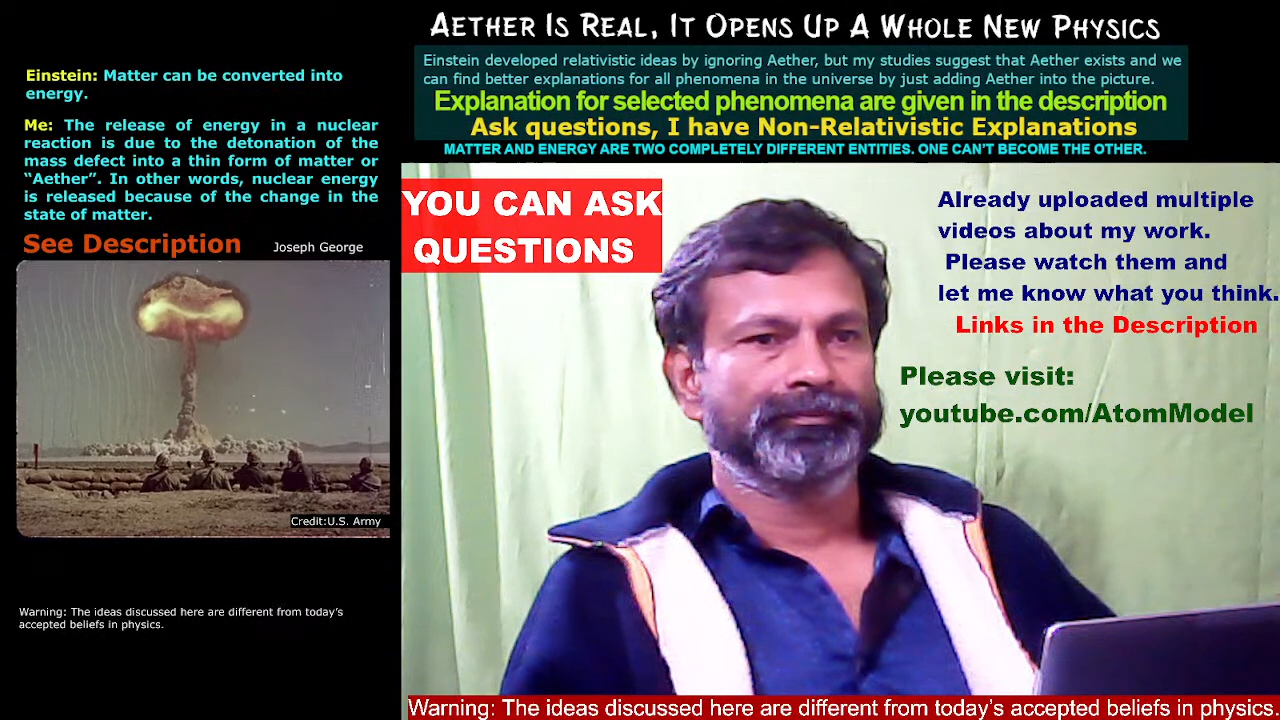 AETHER IS REAL, IT OPENS UP A WHOLE NEW PHYSICS
Einstein developed relativistic ideas by ignoring Aether, but my studies suggest that Aether exists and we
can find better explanations for all phenomena in the universe by just adding Aether into the picture.
Explanation for selected phenomena are given in the description
Ask questions, I have Non-Relativistic Explanations
MATTER AND ENERGY ARE TWO COMPLETELY DIFFERENT ENTITIES. ONE CAN'T BECOME THE OTHER.
Einstein: Matter can be converted into
energy.
Me: The release of energy in a nuclear
reaction is due to the detonation of the
mass defect into a thin form of matter or
“Aether”. In other words, nuclear energy
is released because of the change in the
state of matter.
See Description Joseph George
Credit:U.S. Army
Warning: The ideas discussed here are different from today’s
accepted beliefs in physics.
YOU CAN ASK
QUESTIONS
Already uploaded multiple
videos about my work.
Please watch them and
let me know what you think.
Links in the Description
Please visit:
youtube.com/AtomModel
Warning: The ideas discussed here are different from today’s accepted beliefs in physics.